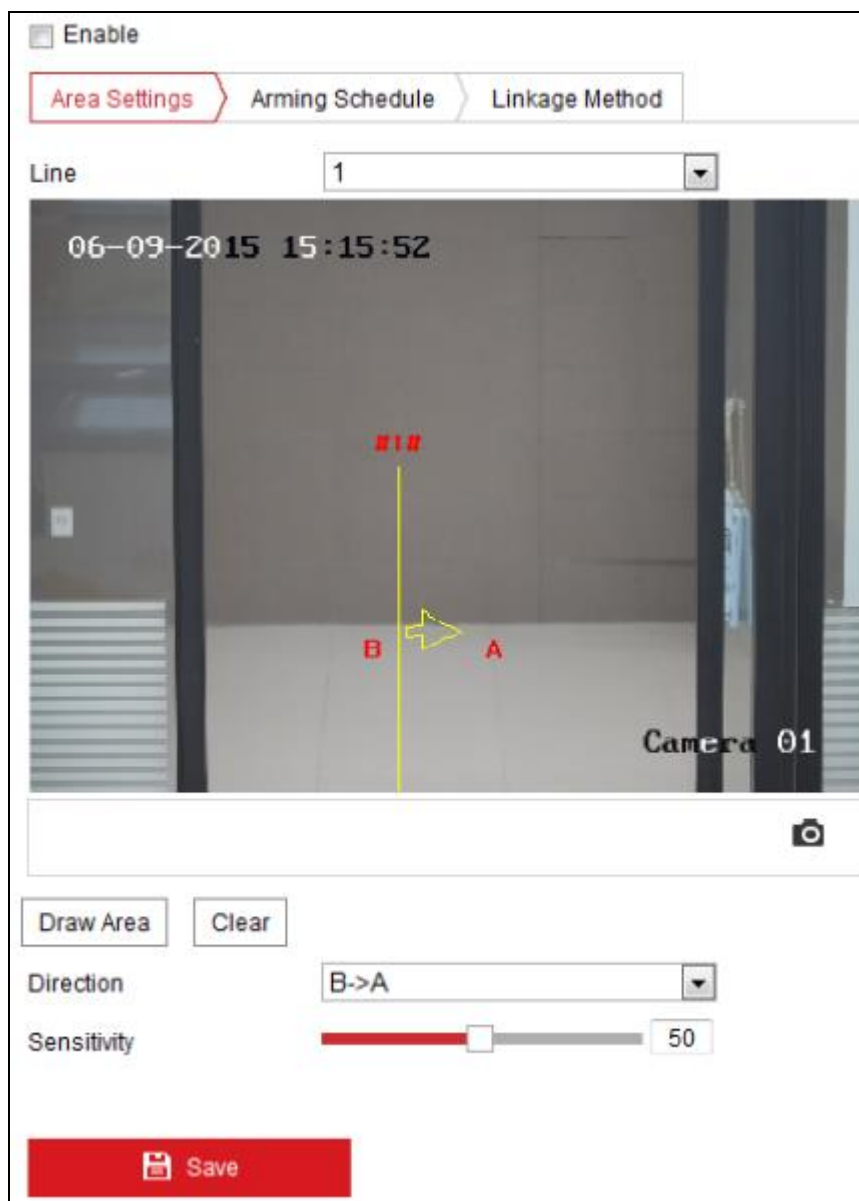 Enable
Area Settings
Arming Schedule
Linkage Method
Line
1
06-09-2015 15:15:52
#1#
B
A
Camera 01
Draw Area
Clear
Direction
B->A
Sensitivity
50
Save